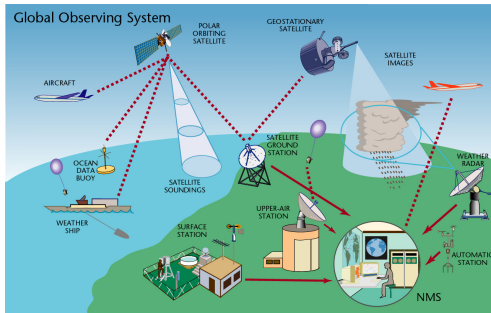 Global Observing System
POLAR
ORBITING
SATELLITE
GEOSTATIONARY
SATELLITE
SATELLITE
IMAGES
AIRCRAFT
OCEAN
DATA
BUOY
SATELLITE
SOUNDINGS
SATELLITE
GROUND
STATION
WEATHER
RADAR
WEATHER
SHIP
SURFACE
STATION
UPPER-AIR
STATION
AUTOMATIC
STATION
NMS